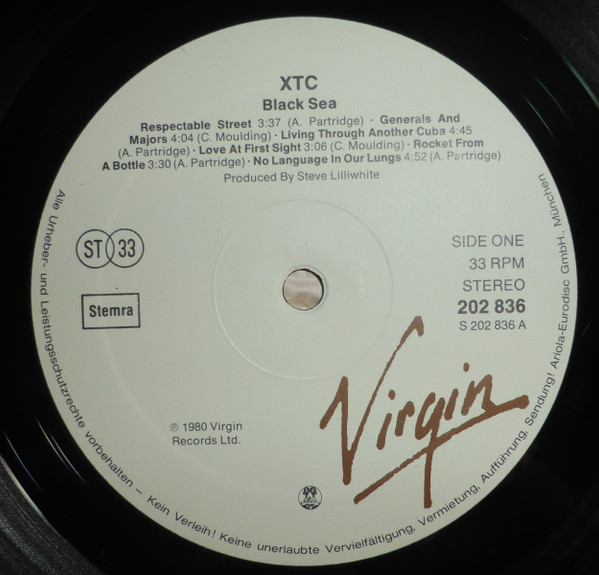 XTC
Black Sea
Respectable Street 3:37 (A. Partridge) · Generals And
Majors 4:04 (C. Moulding) · Living Through Another Cuba 4:45
(A. Partridge) · Love At First Sight 3:06 (C. Moulding) · Rocket From
A Bottle 3:30 (A. Partridge) · No Language In Our Lungs 4:52 (A. Partridge)
Produced By Steve Lilliwhite
ST 33
Stemra
SIDE ONE
33 RPM
STEREO
202 836
S 202 836 A
℗ 1980 Virgin
Records Ltd.
Virgin
Alle Urheber- und Leistungsschutzrechte vorbehalten – Kein Verleih! Keine unerlaubte Vervielfältigung, Vermietung, Aufführung, Sendung! Ariola-Eurodisc GmbH., München